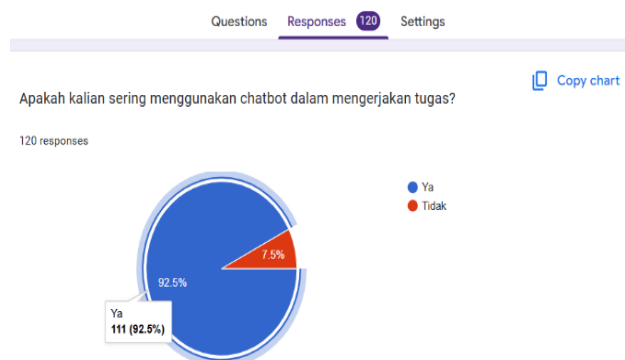 Questions Responses 120 Settings
Copy chart
Apakah kalian sering menggunakan chatbot dalam mengerjakan tugas?
120 responses
Ya
Tidak
7.5%
92.5%
Ya
111 (92.5%)